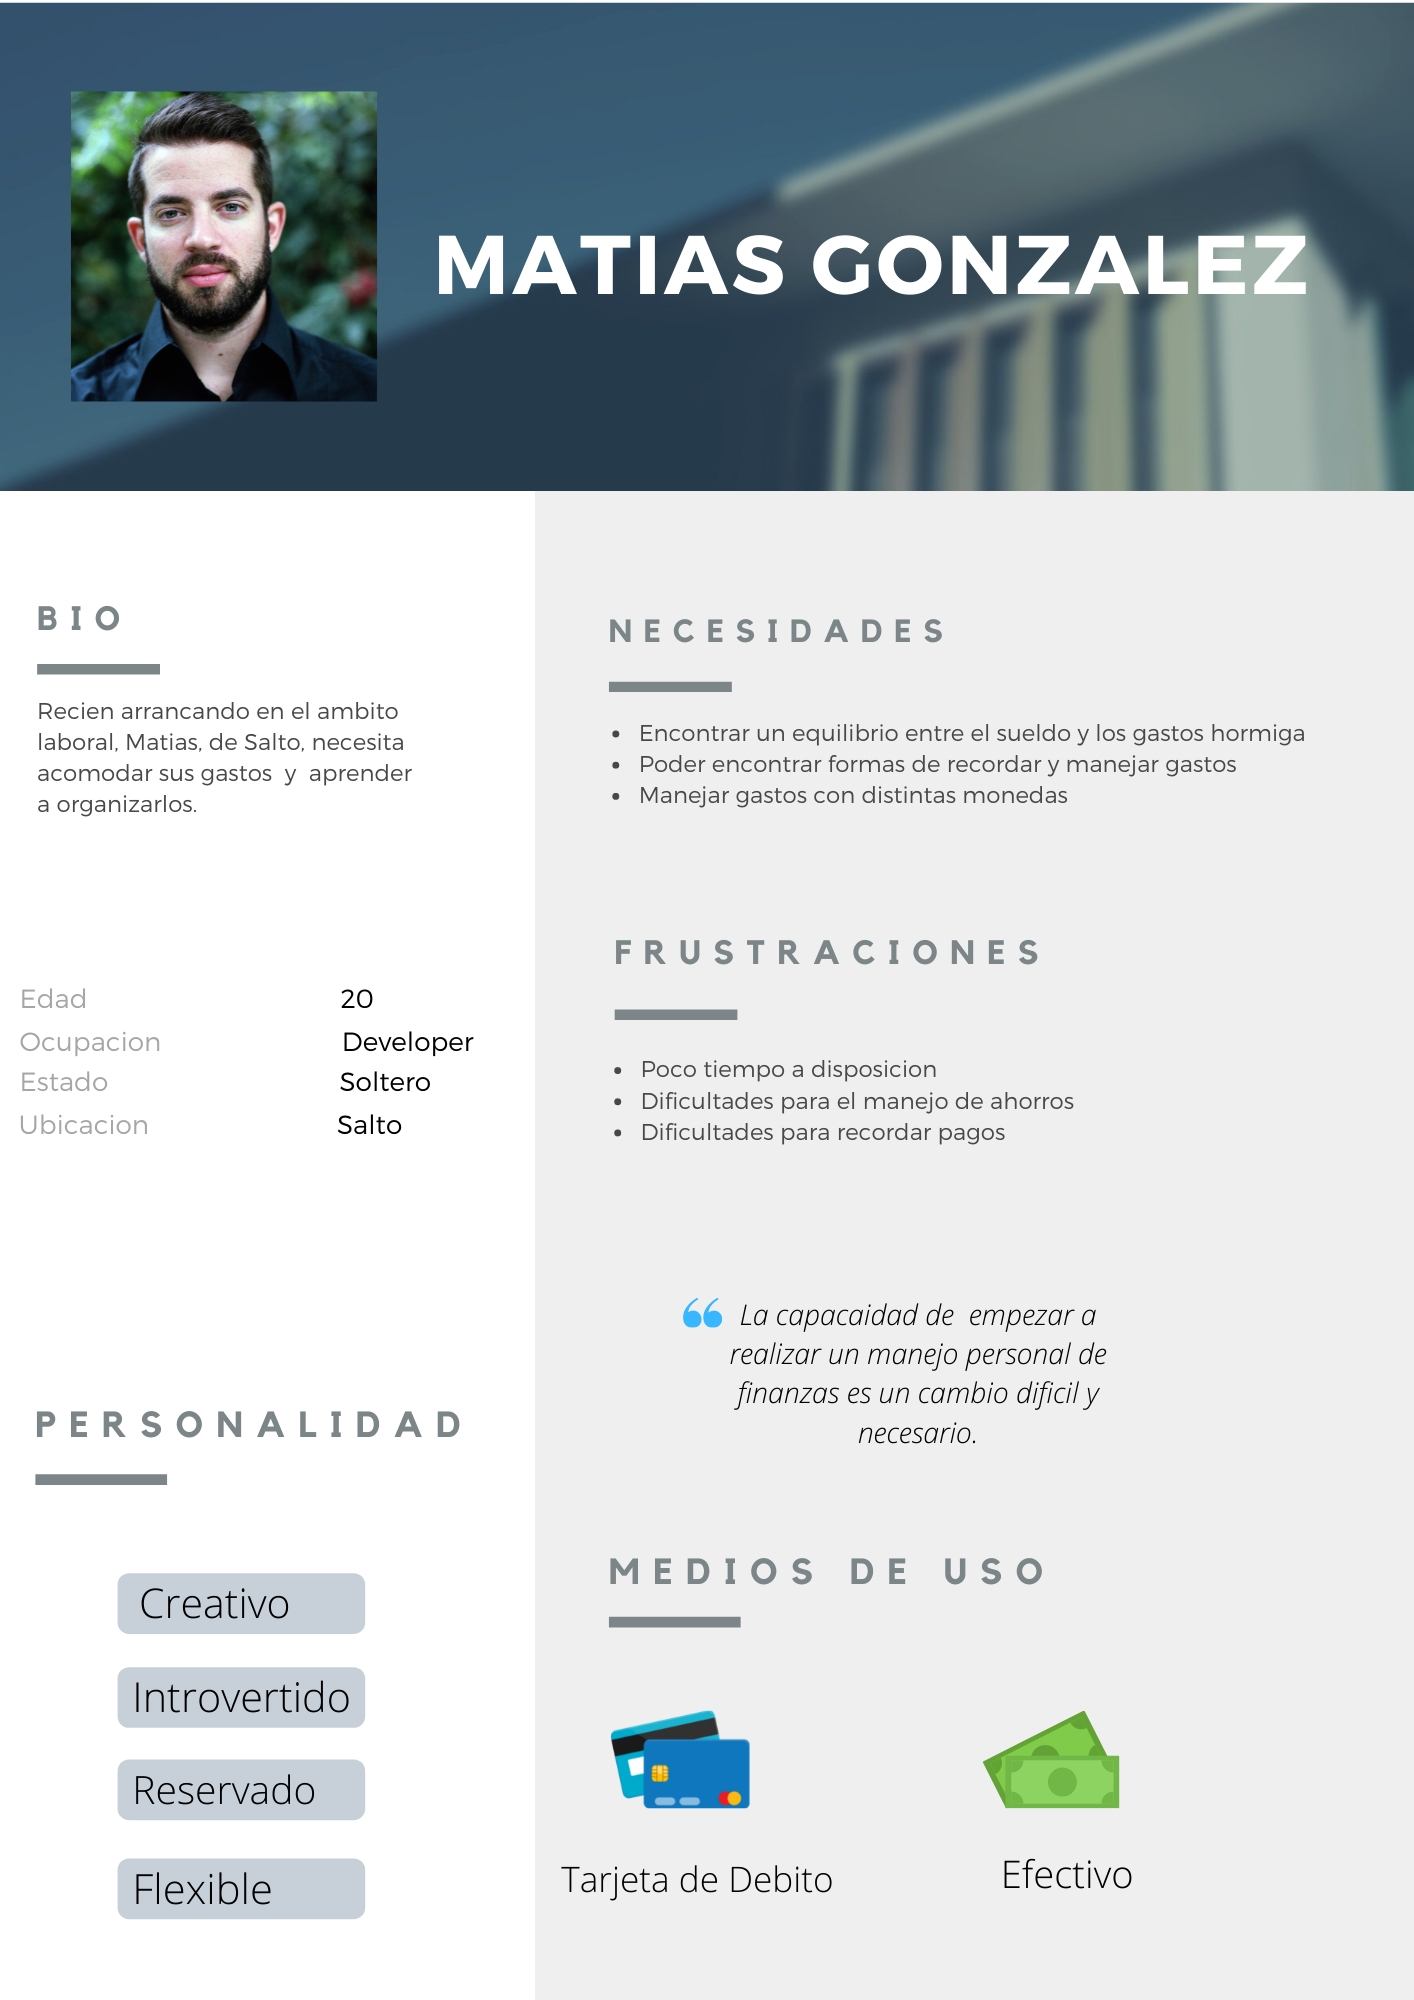 MATIAS GONZALEZ
BIO
Recien arrancando en el ambito
laboral, Matias, de Salto, necesita
acomodar sus gastos y aprender
a organizarlos.
Edad 20
Ocupacion Developer
Estado Soltero
Ubicacion Salto
PERSONALIDAD
Creativo
Introvertido
Reservado
Flexible
NECESIDADES
• Encontrar un equilibrio entre el sueldo y los gastos hormiga
• Poder encontrar formas de recordar y manejar gastos
• Manejar gastos con distintas monedas
FRUSTRACIONES
• Poco tiempo a disposicion
• Dificultades para el manejo de ahorros
• Dificultades para recordar pagos
“ La capacaidad de empezar a
realizar un manejo personal de
finanzas es un cambio dificil y
necesario.
MEDIOS DE USO
Tarjeta de Debito
Efectivo